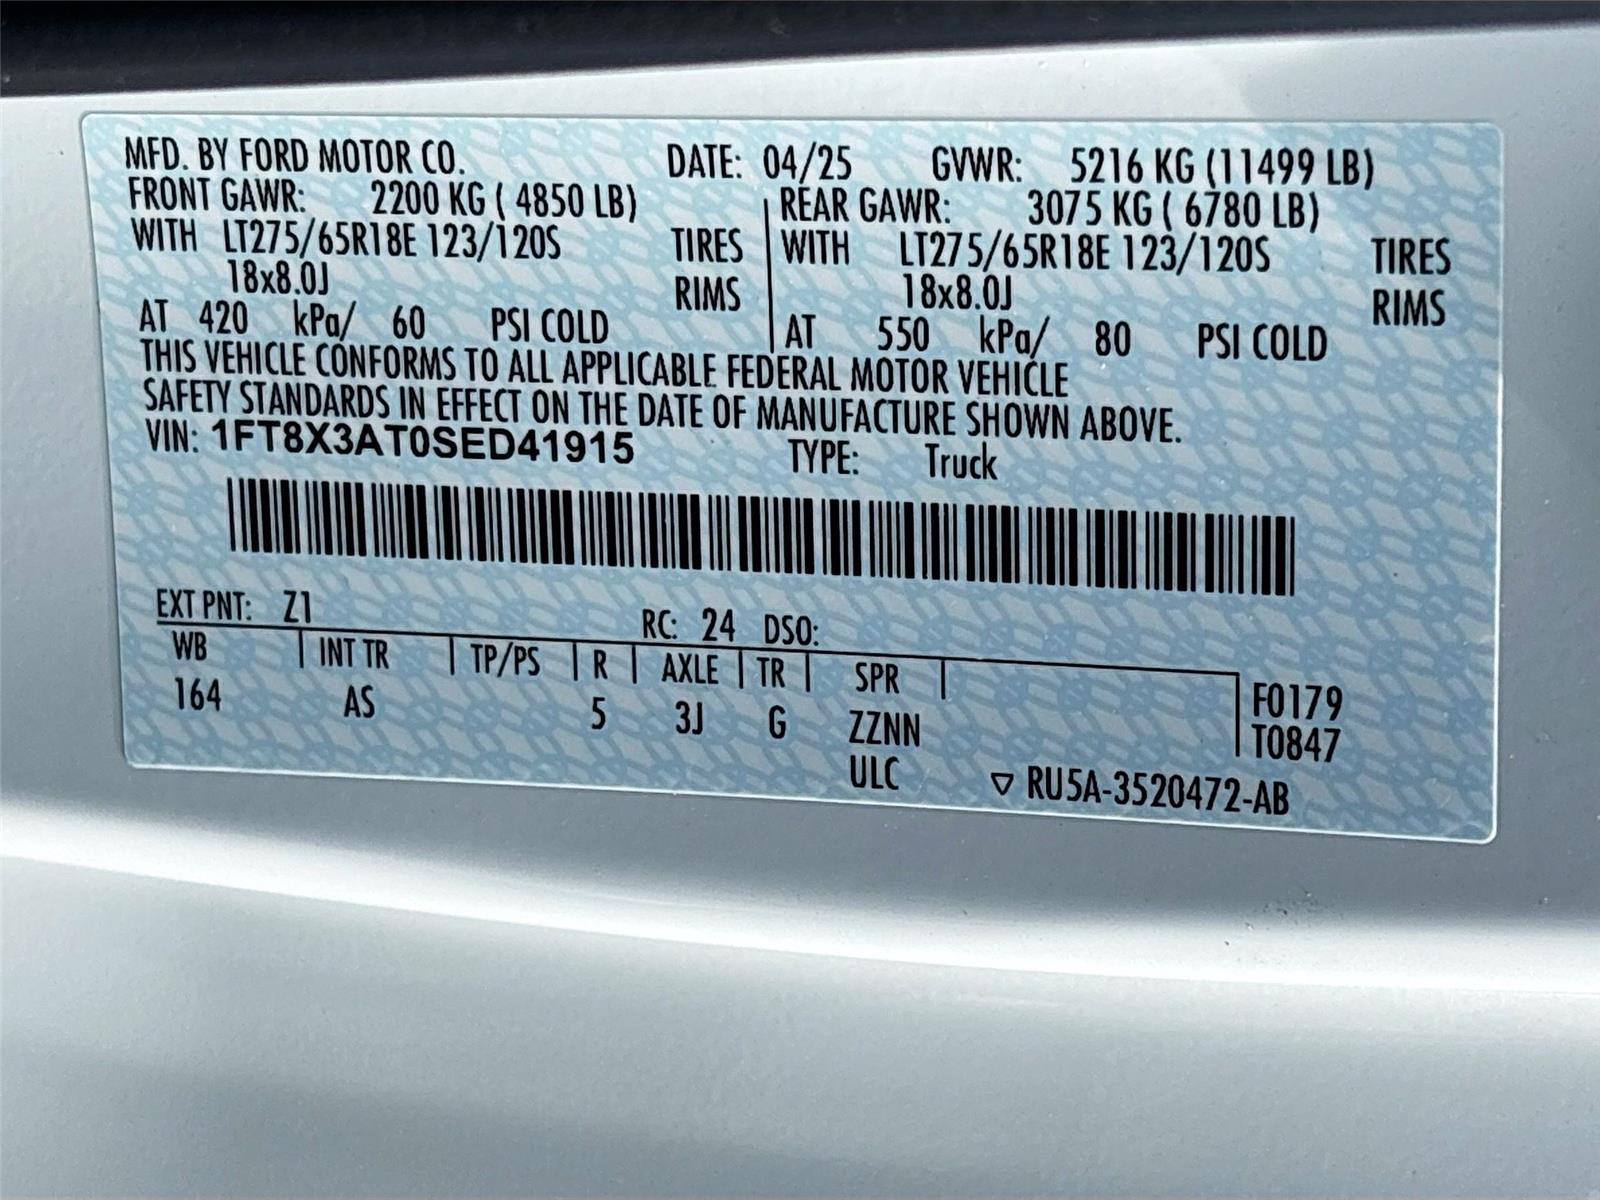 MFD. BY FORD MOTOR CO. DATE: 04/25 GVWR: 5216 KG (11499 LB)
FRONT GAWR: 2200 KG ( 4850 LB) REAR GAWR: 3075 KG ( 6780 LB)
WITH LT275/65R18E 123/120S TIRES WITH LT275/65R18E 123/120S TIRES
18x8.0J RIMS 18x8.0J RIMS
AT 420 kPa/ 60 PSI COLD AT 550 kPa/ 80 PSI COLD
THIS VEHICLE CONFORMS TO ALL APPLICABLE FEDERAL MOTOR VEHICLE
SAFETY STANDARDS IN EFFECT ON THE DATE OF MANUFACTURE SHOWN ABOVE.
VIN: 1FT8X3AT0SED41915 TYPE: Truck
EXT PNT: Z1 RC: 24 DSO:
WB INT TR TP/PS R AXLE TR SPR F0179
164 AS 5 3J G ZZNN T0847
ULC ▽ RU5A-3520472-AB